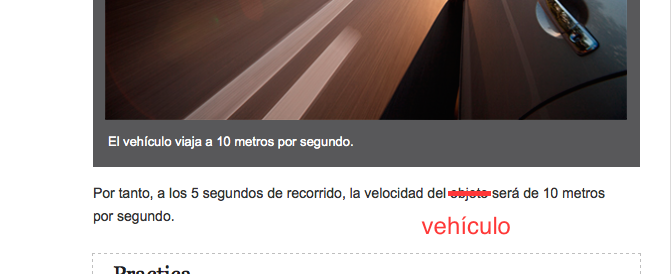 El vehículo viaja a 10 metros por segundo.
Por tanto, a los 5 segundos de recorrido, la velocidad del objeto será de 10 metros
por segundo.
vehículo
Practica